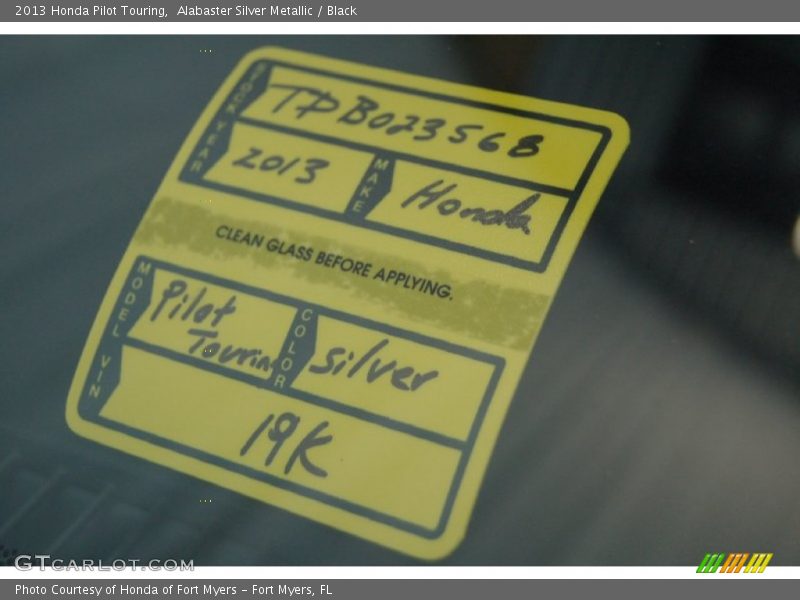 2013 Honda Pilot Touring,  Alabaster Silver Metallic / Black
STOCK TPB023568
YEAR 2013 MAKE Honda
CLEAN GLASS BEFORE APPLYING.
MODEL Pilot Touring COLOR Silver
VIN 19K
GTCARLOT.COM
Photo Courtesy of Honda of Fort Myers - Fort Myers, FL